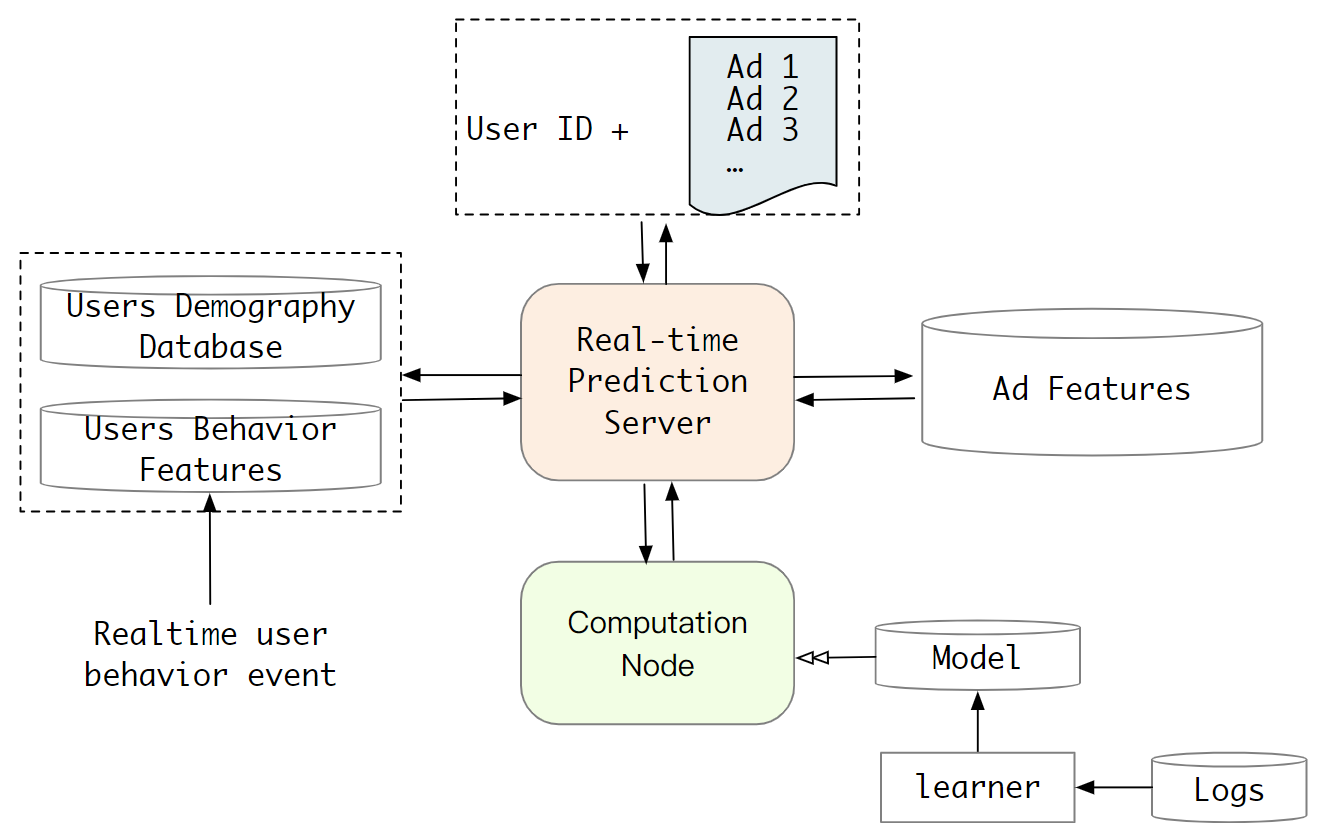 User ID +
Ad 1
Ad 2
Ad 3
…
Users Demography
Database
Users Behavior
Features
Real-time
Prediction
Server
Ad Features
Realtime user
behavior event
Computation
Node
Model
learner
Logs